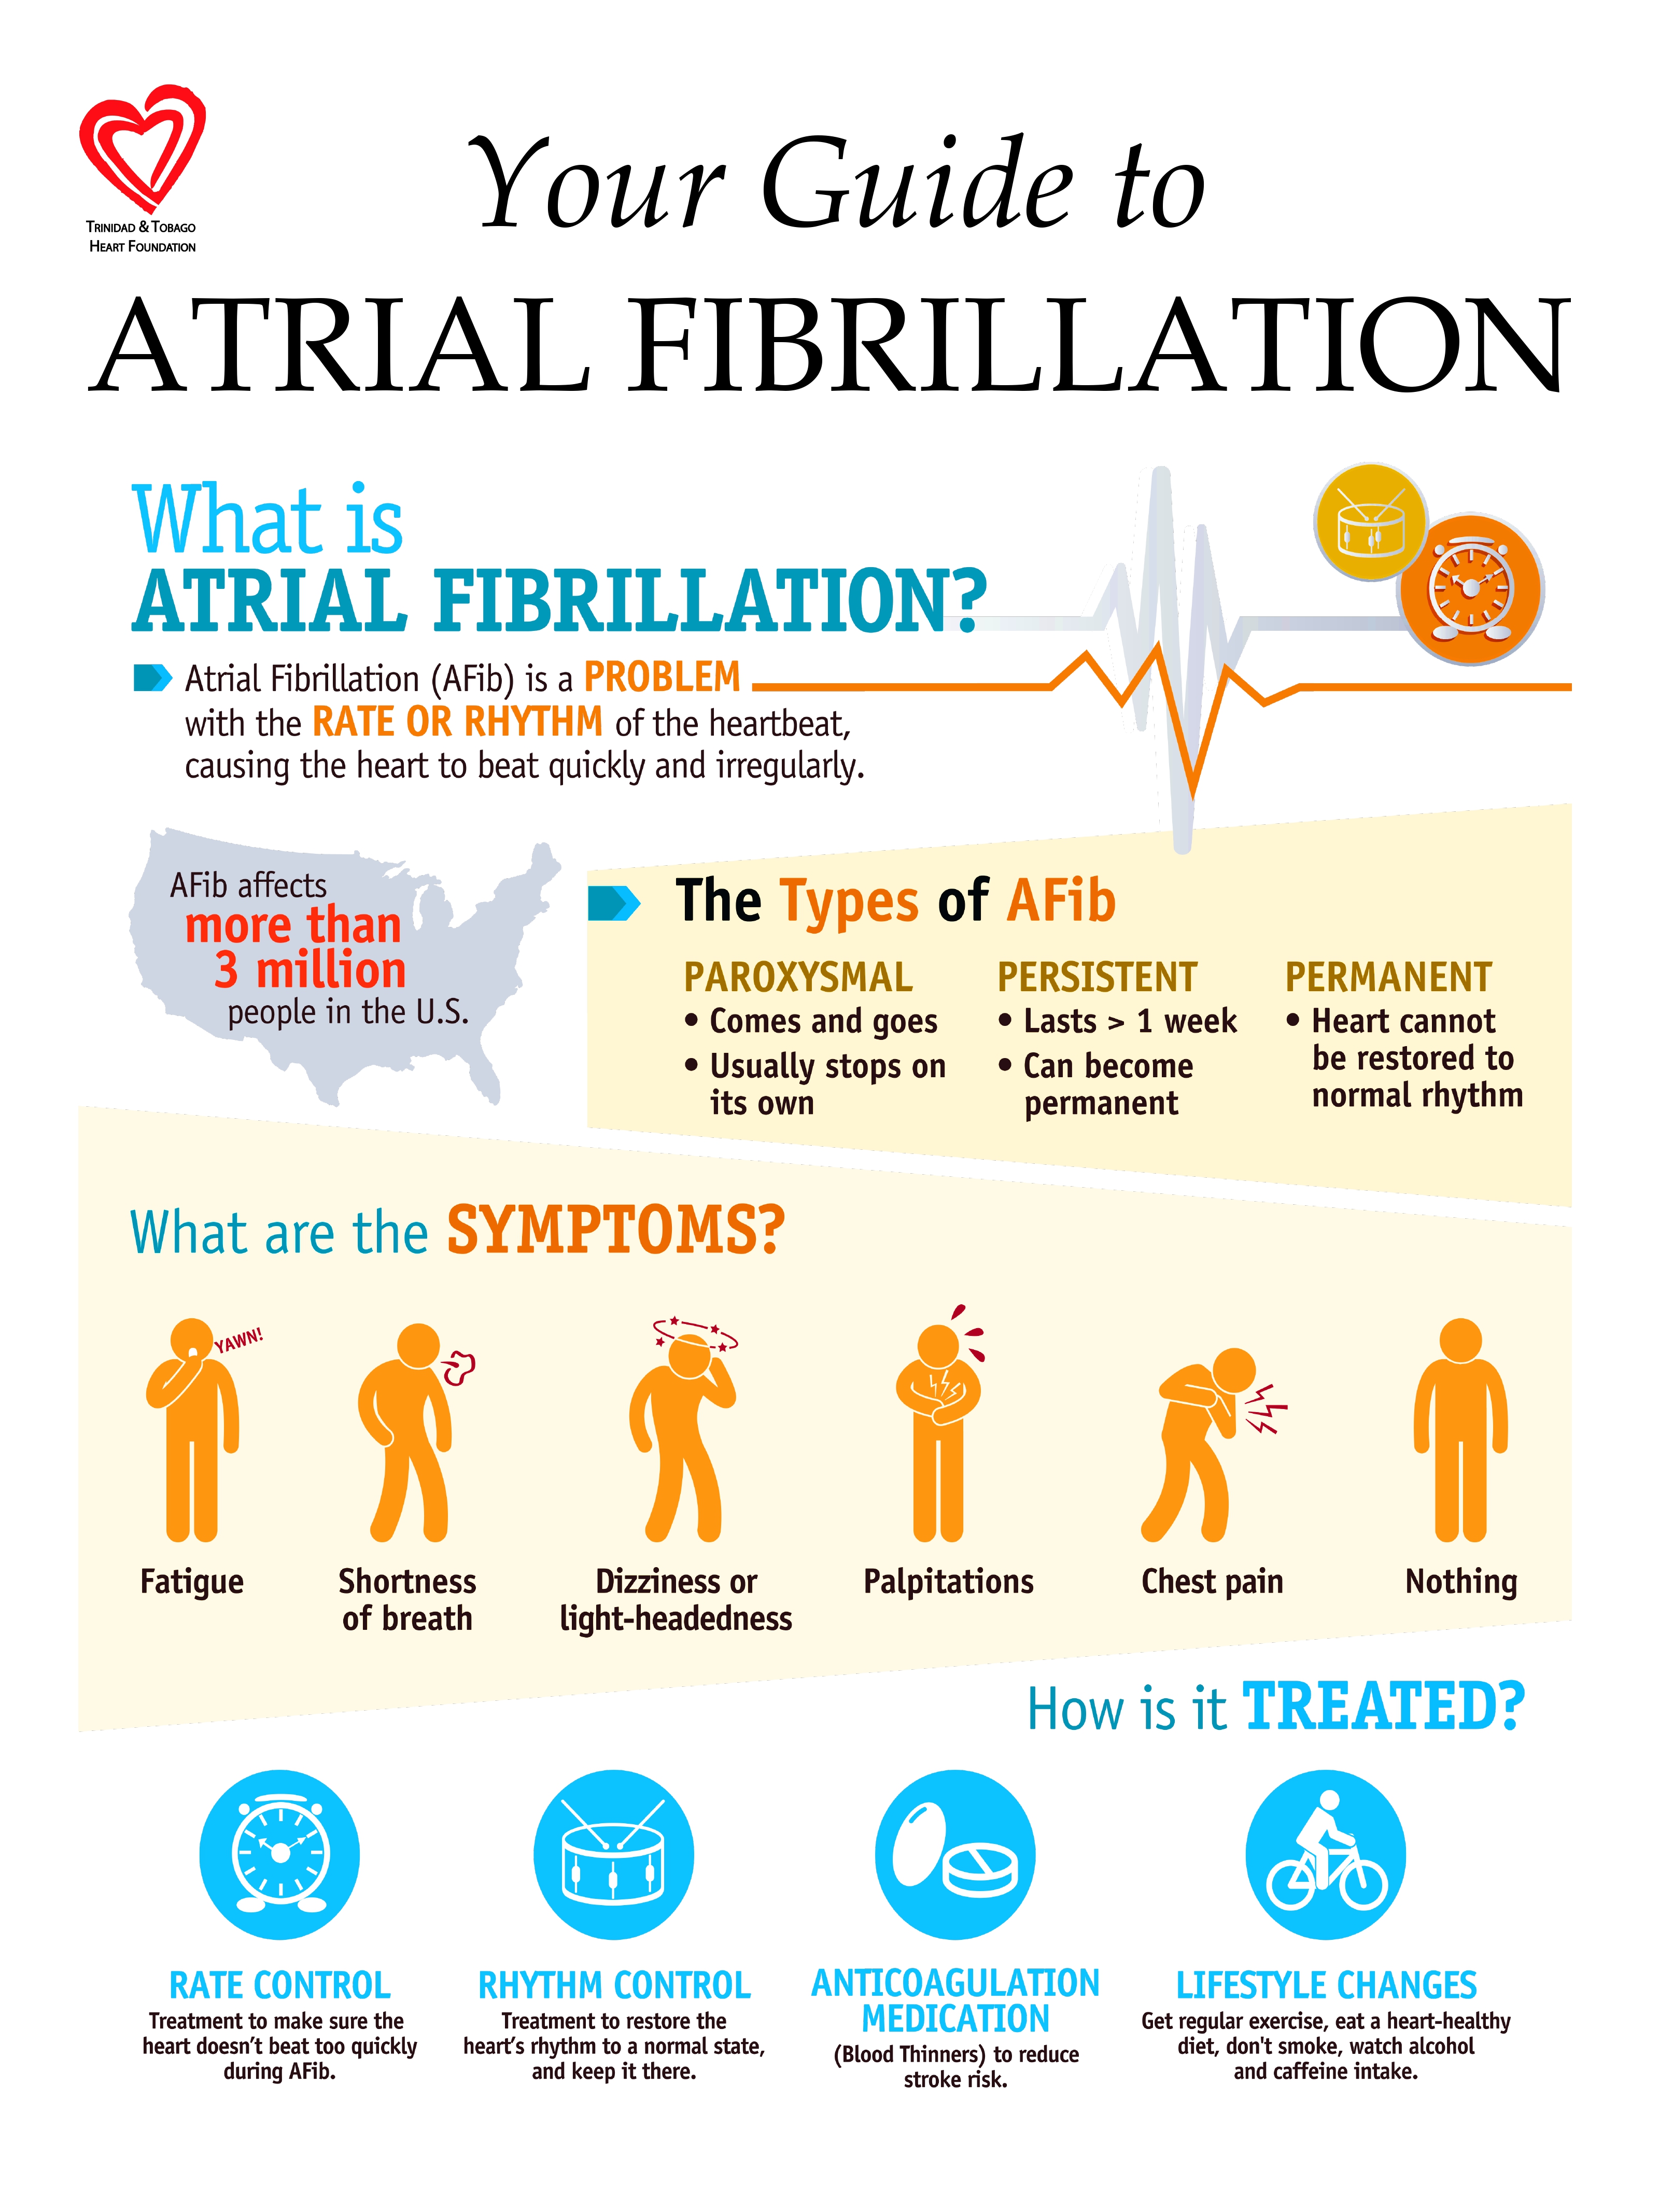 TRINIDAD & TOBAGO
HEART FOUNDATION
Your Guide to
ATRIAL FIBRILLATION
What is
ATRIAL FIBRILLATION?
Atrial Fibrillation (AFib) is a PROBLEM
with the RATE OR RHYTHM of the heartbeat,
causing the heart to beat quickly and irregularly.
AFib affects
more than
3 million
people in the U.S.
The Types of AFib
PAROXYSMAL
• Comes and goes
• Usually stops on
its own
PERSISTENT
• Lasts > 1 week
• Can become
permanent
PERMANENT
• Heart cannot
be restored to
normal rhythm
What are the SYMPTOMS?
YAWN!
Fatigue
Shortness
of breath
Dizziness or
light-headedness
Palpitations
Chest pain
Nothing
How is it TREATED?
RATE CONTROL
Treatment to make sure the
heart doesn’t beat too quickly
during AFib.
RHYTHM CONTROL
Treatment to restore the
heart’s rhythm to a normal state,
and keep it there.
ANTICOAGULATION
MEDICATION
(Blood Thinners) to reduce
stroke risk.
LIFESTYLE CHANGES
Get regular exercise, eat a heart-healthy
diet, don't smoke, watch alcohol
and caffeine intake.